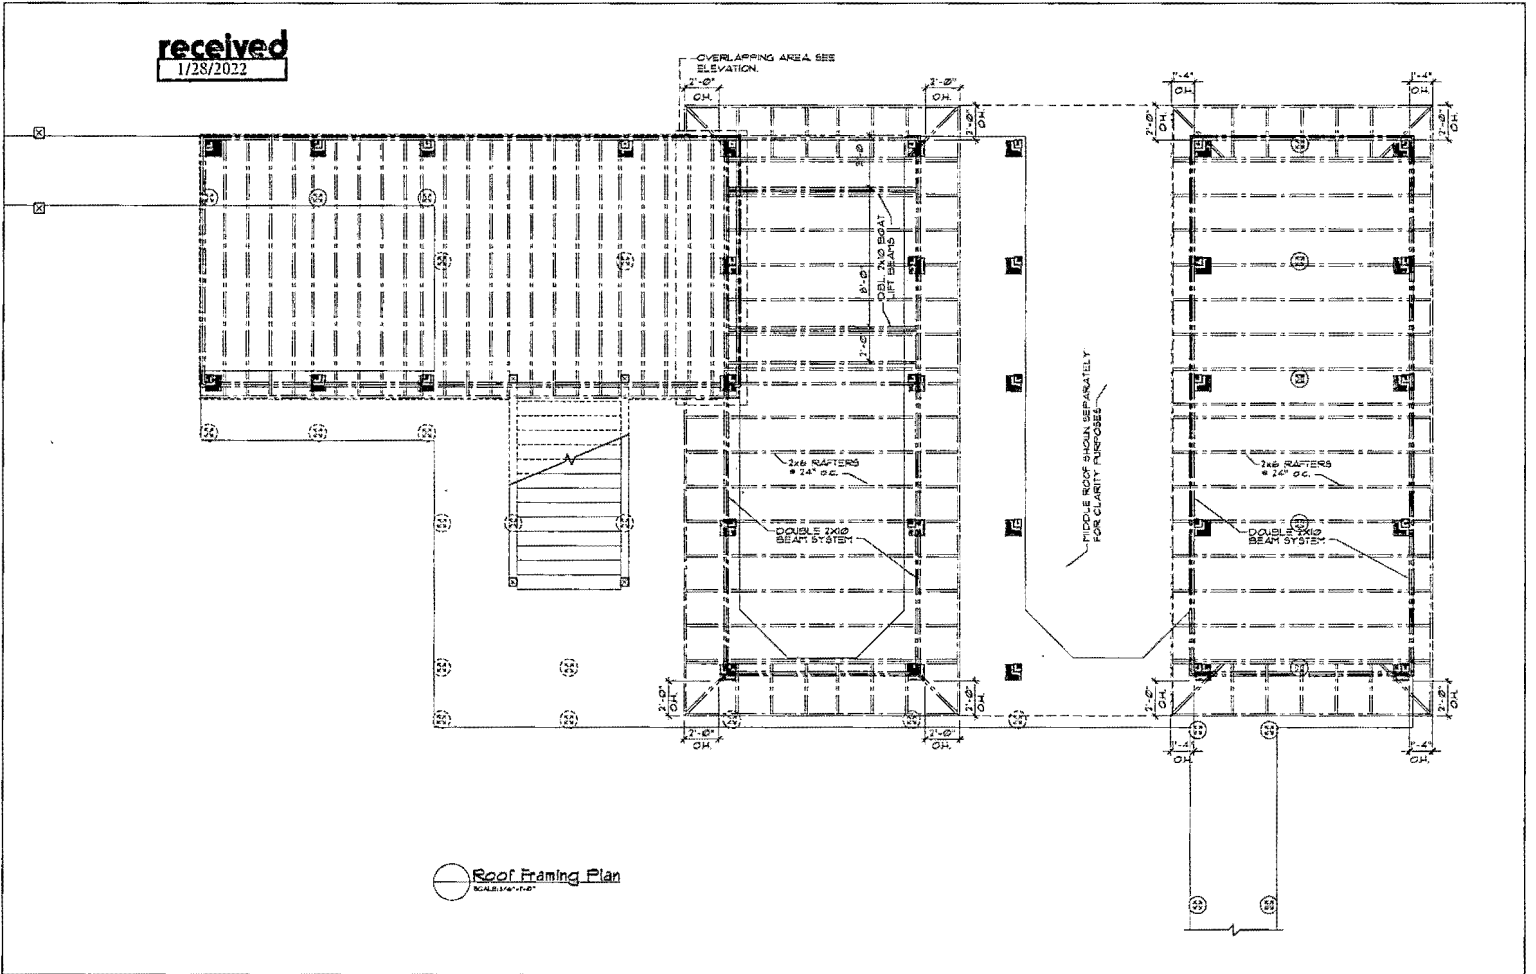 received
1/28/2022
OVERLAPPING AREA SEE
ELEVATION.
2'-0"
O.H.
2'-0"
O.H.
1'-4"
O.H.
1'-4"
O.H.
2'-0"
O.H.
2'-0"
O.H.
2'-0"
O.H.
2'-0"
8'-0"
2'-0"
DBL. 2x10 BOAT
LIFT BEAMS
MIDDLE ROOF SHOWN SEPARATELY
FOR CLARITY PURPOSES
2x6 RAFTERS
@ 24" o.c.
2x6 RAFTERS
@ 24" o.c.
DOUBLE 2X10
BEAM SYSTEM
DOUBLE 2X10
BEAM SYSTEM
2'-0"
O.H.
2'-0"
O.H.
2'-0"
O.H.
2'-0"
O.H.
2'-0"
O.H.
2'-0"
O.H.
1'-4"
O.H.
1'-4"
O.H.
Roof Framing Plan